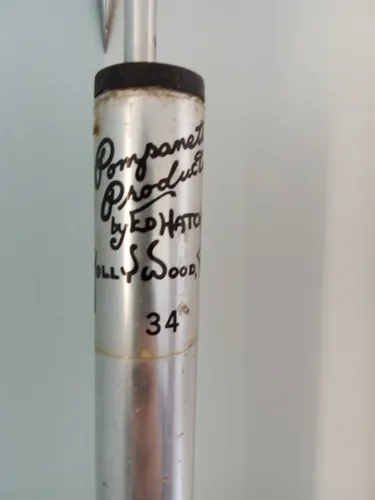 Pompanett
Product
by ED HATC
OLLYWOOD,
34